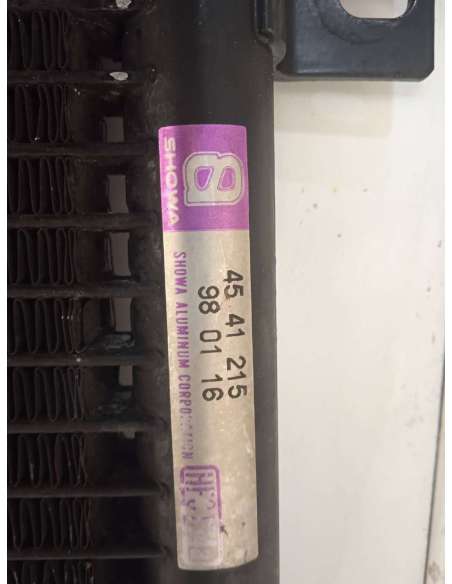 SHOWA
45 41 215
98 01 16
SHOWA ALUMINUM CORPORATION